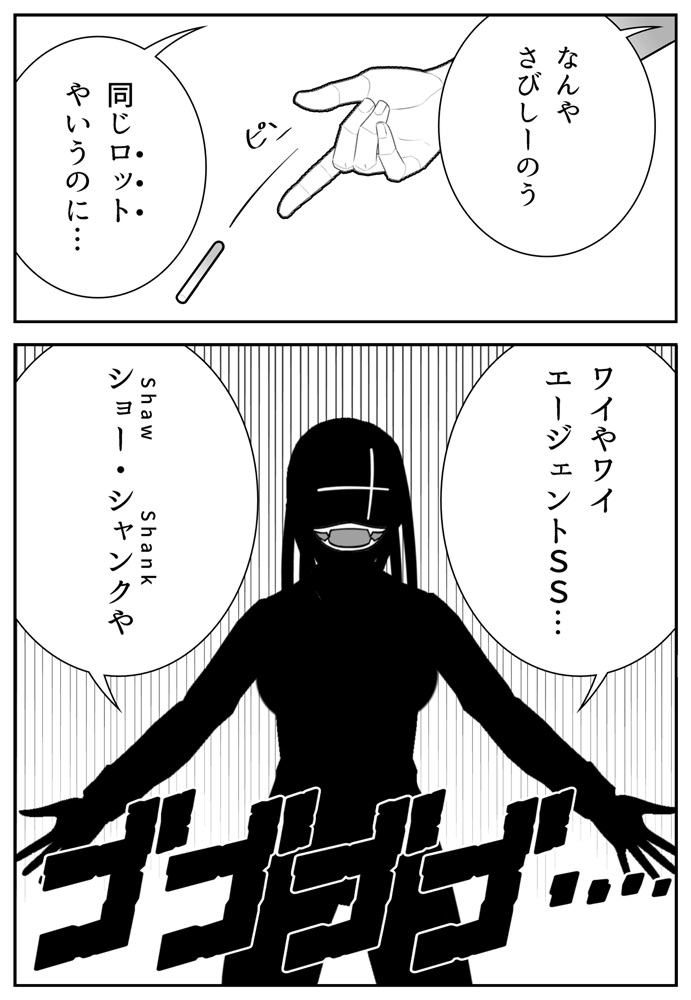 なんや
さびしーのう
ピン
同じロット
やいうのに…
ワイやワイ
エージェントSS…
Shaw Shank
ショー・シャンクや
ゴゴゴゴ…